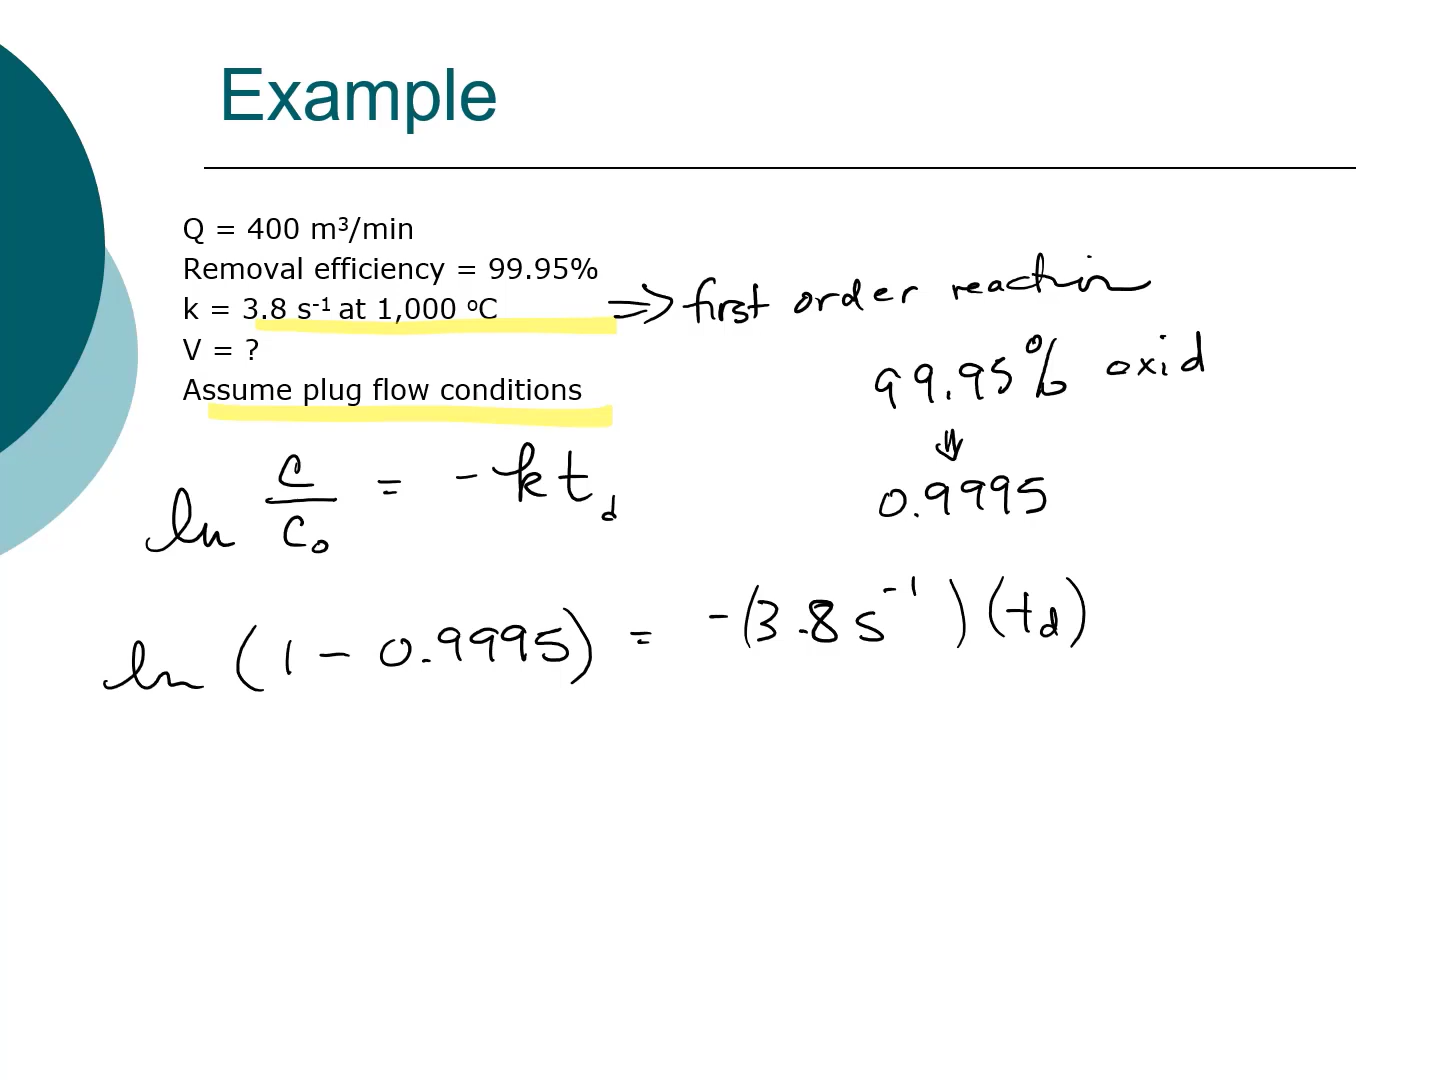 Example
Q = 400 m³/min
Removal efficiency = 99.95%
k = 3.8 s⁻¹ at 1,000 ºC
⇒ first order reaction
V = ?
99.95% oxid
Assume plug flow conditions
↓
0.9995
ln C/C₀ = -kt_d
ln (1 - 0.9995) = -(3.8 s⁻¹)(t_d)